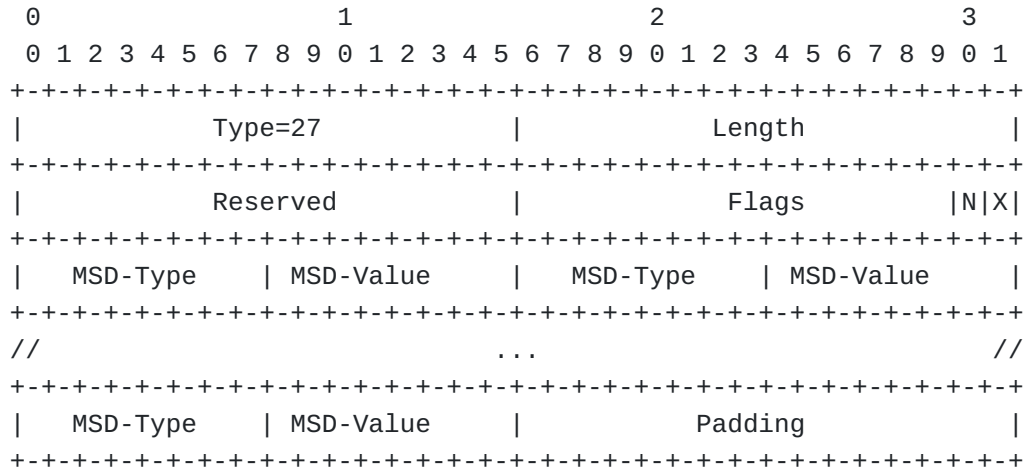 0                   1                   2                   3
 0 1 2 3 4 5 6 7 8 9 0 1 2 3 4 5 6 7 8 9 0 1 2 3 4 5 6 7 8 9 0 1
+-+-+-+-+-+-+-+-+-+-+-+-+-+-+-+-+-+-+-+-+-+-+-+-+-+-+-+-+-+-+-+-+
|            Type=27            |            Length             |
+-+-+-+-+-+-+-+-+-+-+-+-+-+-+-+-+-+-+-+-+-+-+-+-+-+-+-+-+-+-+-+-+
|            Reserved           |             Flags         |N|X|
+-+-+-+-+-+-+-+-+-+-+-+-+-+-+-+-+-+-+-+-+-+-+-+-+-+-+-+-+-+-+-+-+
|   MSD-Type    | MSD-Value     |   MSD-Type    | MSD-Value     |
+-+-+-+-+-+-+-+-+-+-+-+-+-+-+-+-+-+-+-+-+-+-+-+-+-+-+-+-+-+-+-+-+
//                             ...                             //
+-+-+-+-+-+-+-+-+-+-+-+-+-+-+-+-+-+-+-+-+-+-+-+-+-+-+-+-+-+-+-+-+
|   MSD-Type    | MSD-Value     |           Padding             |
+-+-+-+-+-+-+-+-+-+-+-+-+-+-+-+-+-+-+-+-+-+-+-+-+-+-+-+-+-+-+-+-+